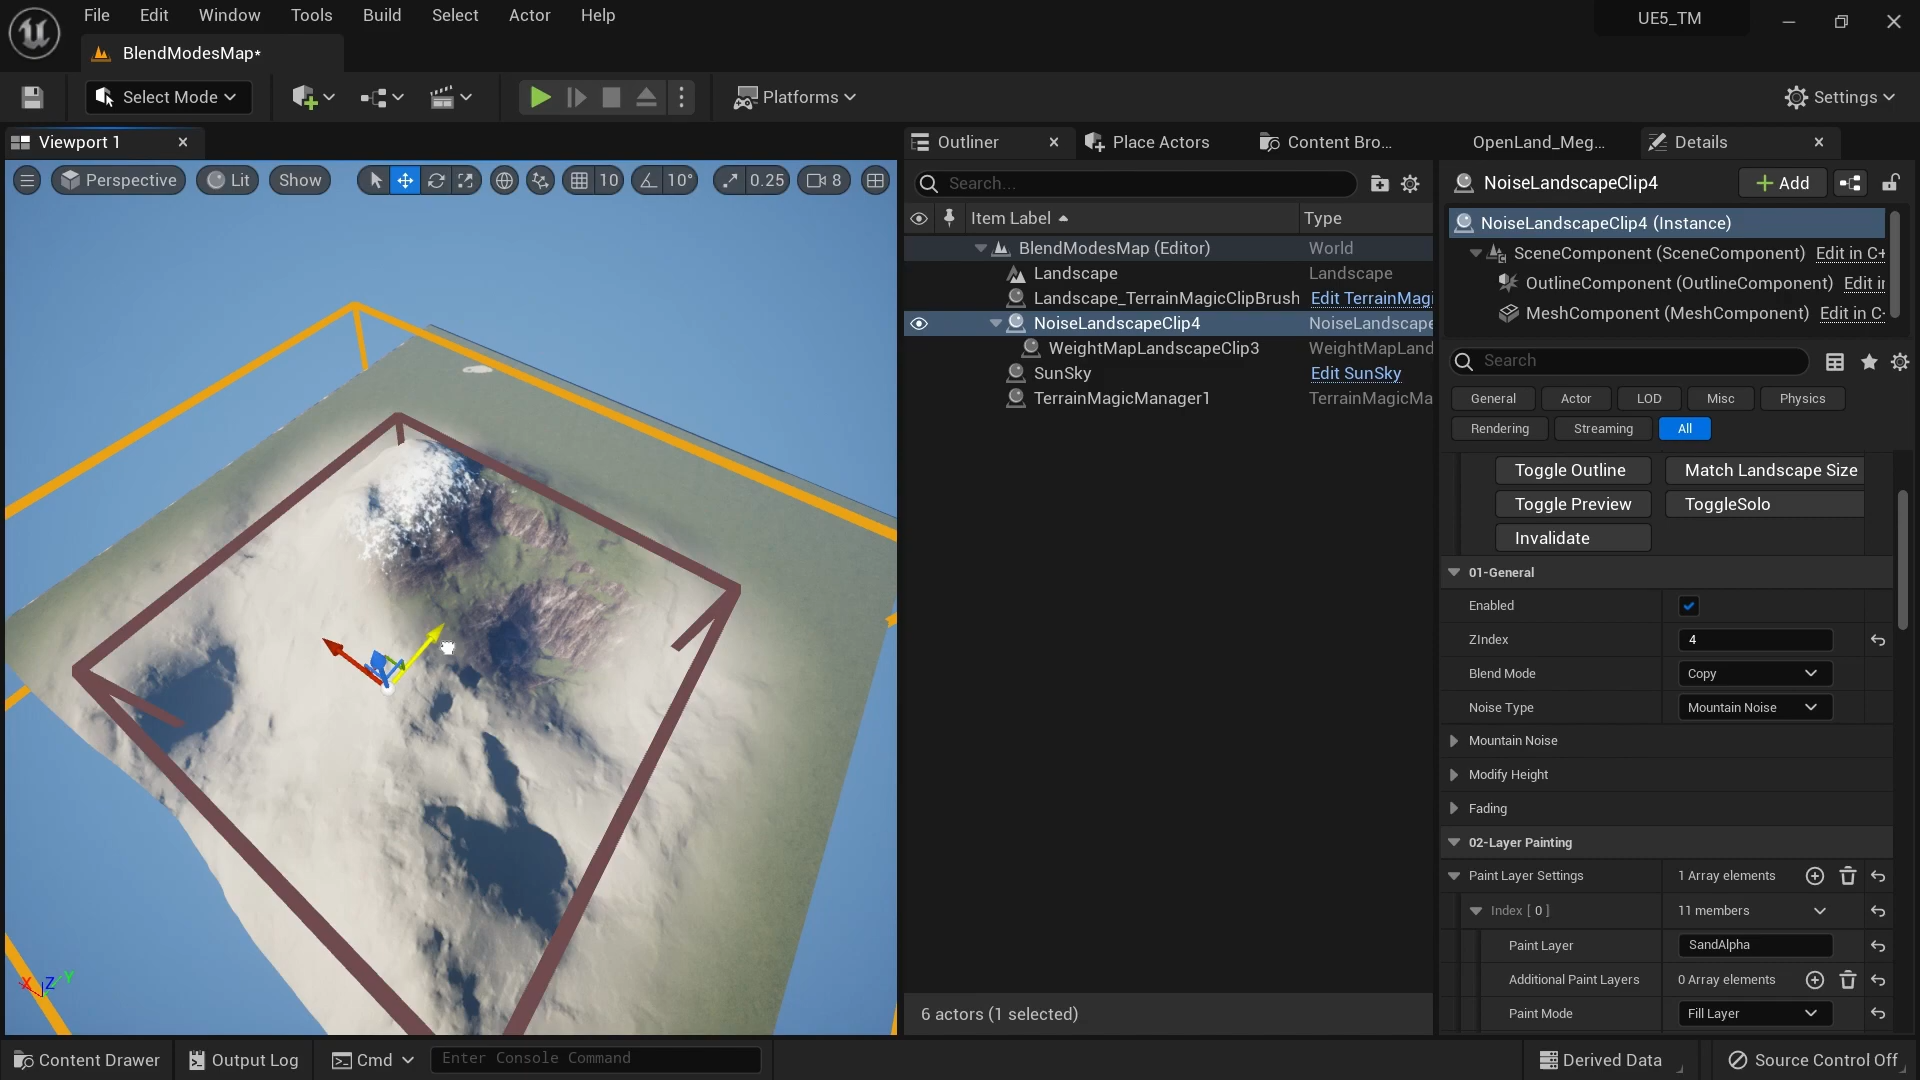 File Edit Window Tools Build Select Actor Help
UE5_TM
BlendModesMap*
Select Mode
Platforms
Settings
Viewport 1
Perspective
Lit
Show
10
10°
0.25
8
X Z Y
Outliner
Place Actors
Content Bro...
Search...
Item Label
Type
BlendModesMap (Editor) World
Landscape Landscape
Landscape_TerrainMagicClipBrush Edit TerrainMagi
NoiseLandscapeClip4 NoiseLandscape
WeightMapLandscapeClip3 WeightMapLand
SunSky Edit SunSky
TerrainMagicManager1 TerrainMagicMa
6 actors (1 selected)
OpenLand_Meg...
Details
NoiseLandscapeClip4
Add
NoiseLandscapeClip4 (Instance)
SceneComponent (SceneComponent) Edit in C+
OutlineComponent (OutlineComponent) Edit i
MeshComponent (MeshComponent) Edit in C
Search
General Actor LOD Misc Physics
Rendering Streaming All
Toggle Outline Match Landscape Size
Toggle Preview ToggleSolo
Invalidate
01-General
Enabled
ZIndex 4
Blend Mode Copy
Noise Type Mountain Noise
Mountain Noise
Modify Height
Fading
02-Layer Painting
Paint Layer Settings 1 Array elements
Index [ 0 ] 11 members
Paint Layer SandAlpha
Additional Paint Layers 0 Array elements
Paint Mode Fill Layer
Content Drawer
Output Log
Cmd
Enter Console Command
Derived Data
Source Control Off